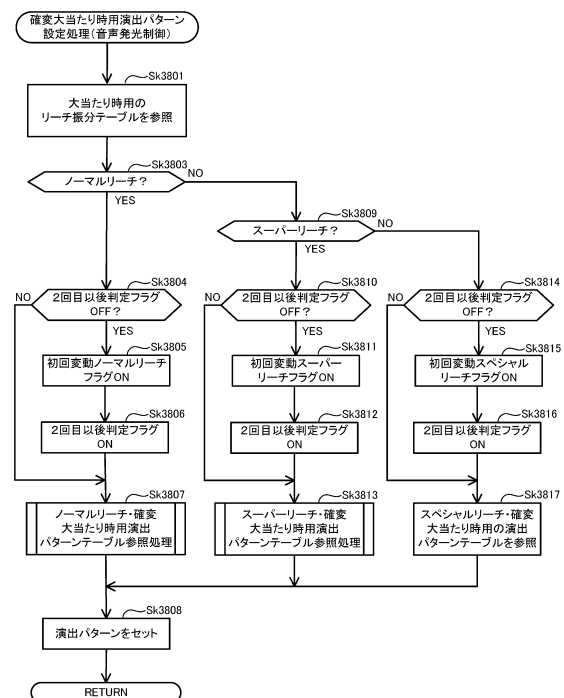 確変大当たり時用演出パターン
設定処理(音声発光制御)
Sk3801
大当たり時用の
リーチ振分テーブルを参照
Sk3803
ノーマルリーチ?
NO
YES
Sk3809
スーパーリーチ?
NO
YES
Sk3804
NO
2回目以後判定フラグ
OFF?
YES
Sk3810
NO
2回目以後判定フラグ
OFF?
YES
Sk3814
NO
2回目以後判定フラグ
OFF?
YES
Sk3805
初回変動ノーマルリーチ
フラグON
Sk3811
初回変動スーパー
リーチフラグON
Sk3815
初回変動スペシャル
リーチフラグON
Sk3806
2回目以後判定フラグ
ON
Sk3812
2回目以後判定フラグ
ON
Sk3816
2回目以後判定フラグ
ON
Sk3807
ノーマルリーチ・確変
大当たり時用演出
パターンテーブル参照処理
Sk3813
スーパーリーチ・確変
大当たり時用演出
パターンテーブル参照処理
Sk3817
スペシャルリーチ・確変
大当たり時用の演出
パターンテーブルを参照
Sk3808
演出パターンをセット
RETURN